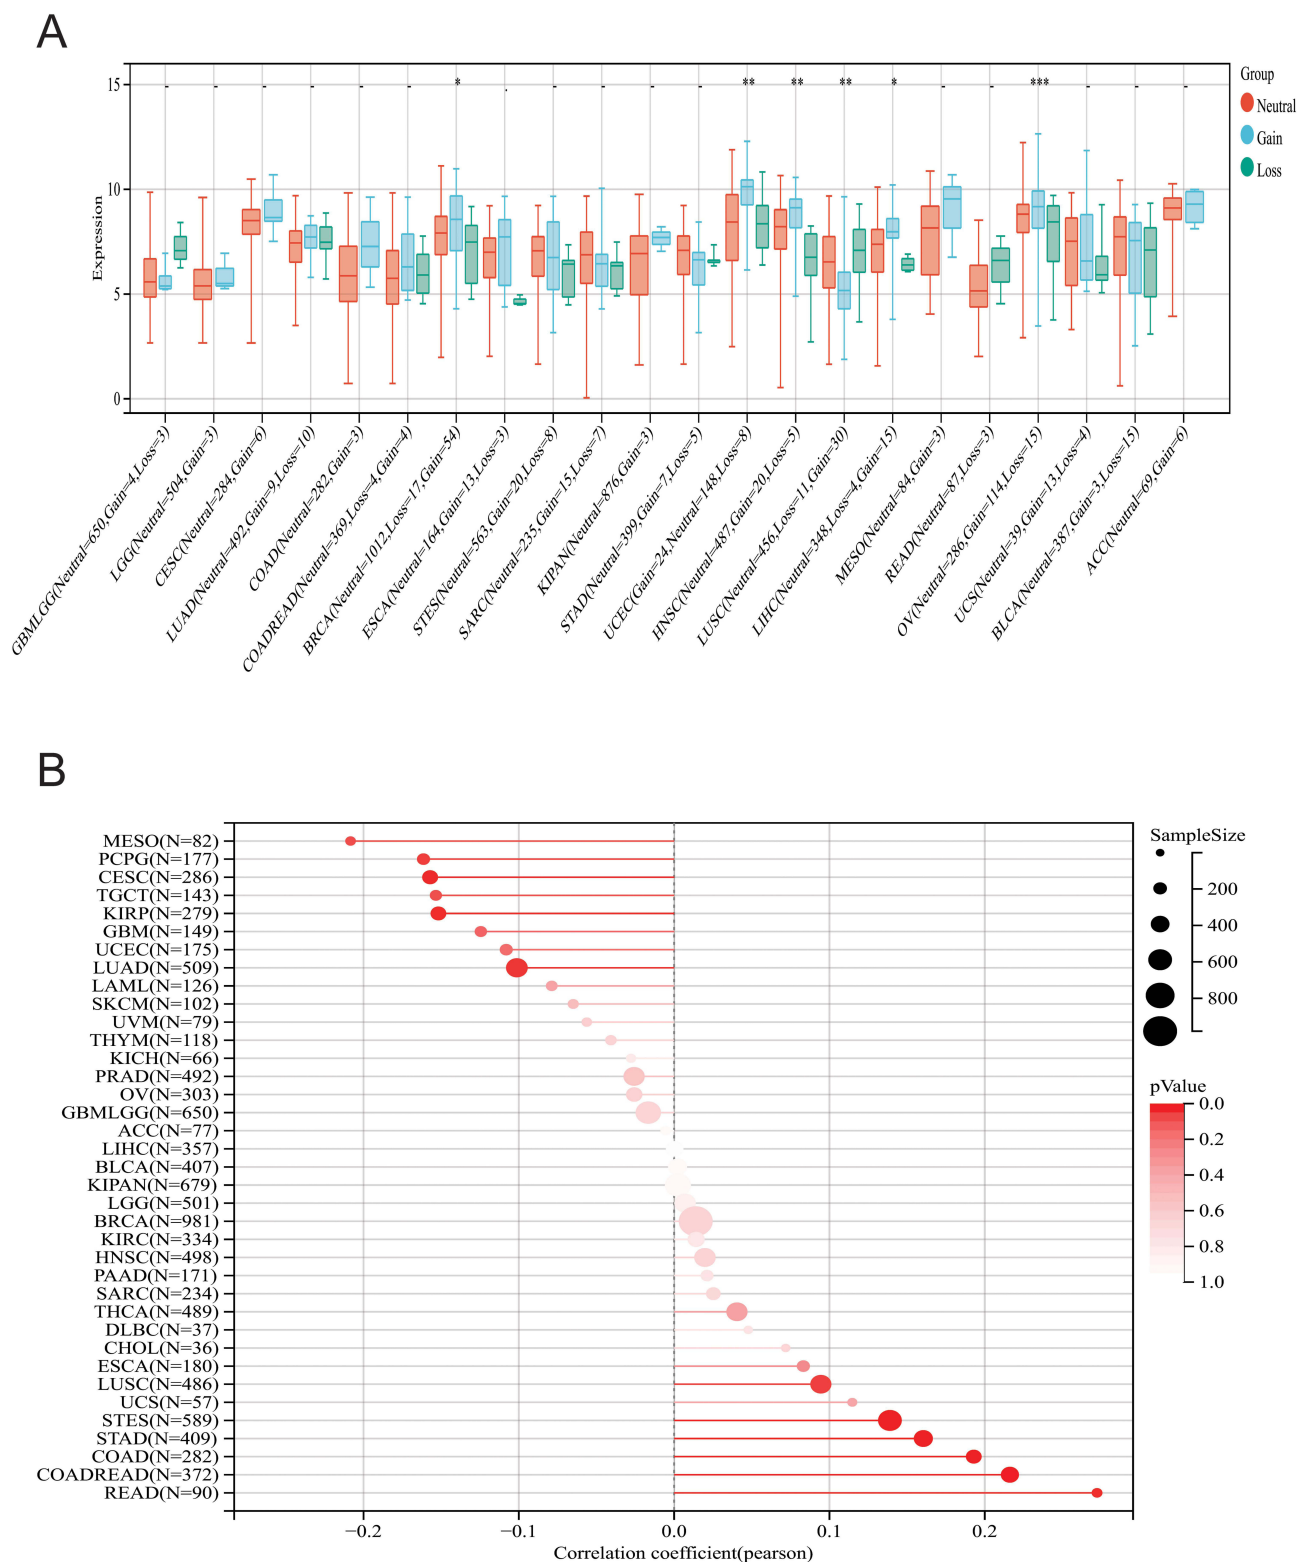 A
15
10
5
0
Expression
- - - - - - * . - - - - ** ** ** * - - *** - - -
Group
Neutral
Gain
Loss
GBMLGG(Neutral=650,Gain=4,Loss=3)
LGG(Neutral=504,Gain=3)
CESC(Neutral=284,Gain=6)
LUAD(Neutral=492,Gain=9,Loss=10)
COAD(Neutral=282,Gain=3)
COADREAD(Neutral=369,Loss=4,Gain=4)
BRCA(Neutral=1012,Loss=17,Gain=54)
ESCA(Neutral=164,Gain=13,Loss=3)
STES(Neutral=563,Gain=20,Loss=8)
SARC(Neutral=235,Gain=15,Loss=7)
KIPAN(Neutral=876,Gain=3)
STAD(Neutral=399,Gain=7,Loss=5)
UCEC(Gain=24,Neutral=148,Loss=8)
HNSC(Neutral=487,Gain=20,Loss=5)
LUSC(Neutral=456,Loss=11,Gain=30)
LIHC(Neutral=348,Loss=4,Gain=15)
MESO(Neutral=84,Gain=3)
READ(Neutral=87,Loss=3)
OV(Neutral=286,Gain=114,Loss=15)
UCS(Neutral=39,Gain=13,Loss=4)
BLCA(Neutral=387,Gain=3,Loss=15)
ACC(Neutral=69,Gain=6)
B
MESO(N=82)
PCPG(N=177)
CESC(N=286)
TGCT(N=143)
KIRP(N=279)
GBM(N=149)
UCEC(N=175)
LUAD(N=509)
LAML(N=126)
SKCM(N=102)
UVM(N=79)
THYM(N=118)
KICH(N=66)
PRAD(N=492)
OV(N=303)
GBMLGG(N=650)
ACC(N=77)
LIHC(N=357)
BLCA(N=407)
KIPAN(N=679)
LGG(N=501)
BRCA(N=981)
KIRC(N=334)
HNSC(N=498)
PAAD(N=171)
SARC(N=234)
THCA(N=489)
DLBC(N=37)
CHOL(N=36)
ESCA(N=180)
LUSC(N=486)
UCS(N=57)
STES(N=589)
STAD(N=409)
COAD(N=282)
COADREAD(N=372)
READ(N=90)
−0.2 −0.1 0.0 0.1 0.2
Correlation coefficient(pearson)
SampleSize
200
400
600
800
pValue
0.0
0.2
0.4
0.6
0.8
1.0